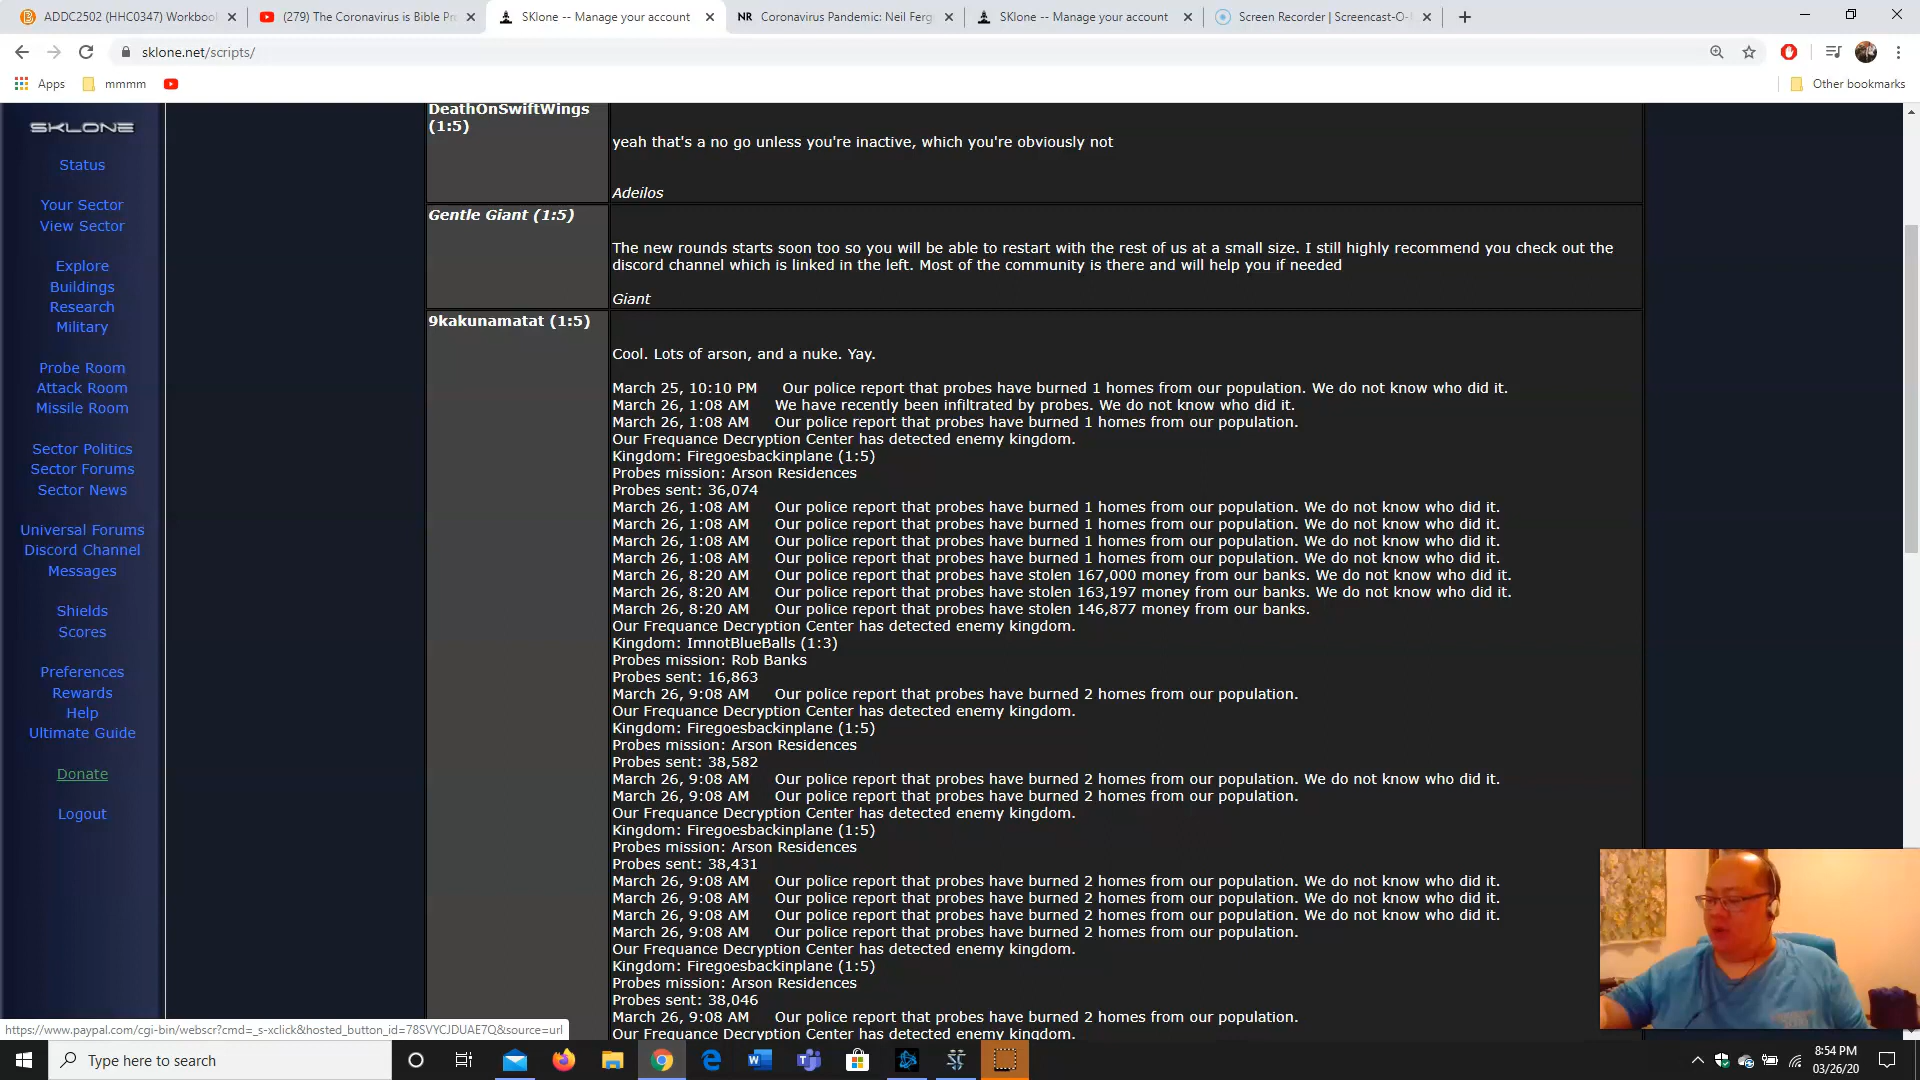 ADDC2502 (HHC0347) Workbook
(279) The Coronavirus is Bible Pr
SKlone -- Manage your account
NR Coronavirus Pandemic: Neil Ferg
SKlone -- Manage your account
Screen Recorder | Screencast-O-
sklone.net/scripts/
Apps
mmmm
Other bookmarks
SKLONE
Status
Your Sector
View Sector
Explore
Buildings
Research
Military
Probe Room
Attack Room
Missile Room
Sector Politics
Sector Forums
Sector News
Universal Forums
Discord Channel
Messages
Shields
Scores
Preferences
Rewards
Help
Ultimate Guide
Donate
Logout
DeathOnSwiftWings
(1:5)
yeah that's a no go unless you're inactive, which you're obviously not
Adeilos
Gentle Giant (1:5)
The new rounds starts soon too so you will be able to restart with the rest of us at a small size. I still highly recommend you check out the
discord channel which is linked in the left. Most of the community is there and will help you if needed
Giant
9kakunamatat (1:5)
Cool. Lots of arson, and a nuke. Yay.
March 25, 10:10 PM Our police report that probes have burned 1 homes from our population. We do not know who did it.
March 26, 1:08 AM We have recently been infiltrated by probes. We do not know who did it.
March 26, 1:08 AM Our police report that probes have burned 1 homes from our population.
Our Frequance Decryption Center has detected enemy kingdom.
Kingdom: Firegoesbackinplane (1:5)
Probes mission: Arson Residences
Probes sent: 36,074
March 26, 1:08 AM Our police report that probes have burned 1 homes from our population. We do not know who did it.
March 26, 1:08 AM Our police report that probes have burned 1 homes from our population. We do not know who did it.
March 26, 1:08 AM Our police report that probes have burned 1 homes from our population. We do not know who did it.
March 26, 1:08 AM Our police report that probes have burned 1 homes from our population. We do not know who did it.
March 26, 8:20 AM Our police report that probes have stolen 167,000 money from our banks. We do not know who did it.
March 26, 8:20 AM Our police report that probes have stolen 163,197 money from our banks. We do not know who did it.
March 26, 8:20 AM Our police report that probes have stolen 146,877 money from our banks.
Our Frequance Decryption Center has detected enemy kingdom.
Kingdom: ImnotBlueBalls (1:3)
Probes mission: Rob Banks
Probes sent: 16,863
March 26, 9:08 AM Our police report that probes have burned 2 homes from our population.
Our Frequance Decryption Center has detected enemy kingdom.
Kingdom: Firegoesbackinplane (1:5)
Probes mission: Arson Residences
Probes sent: 38,582
March 26, 9:08 AM Our police report that probes have burned 2 homes from our population. We do not know who did it.
March 26, 9:08 AM Our police report that probes have burned 2 homes from our population.
Our Frequance Decryption Center has detected enemy kingdom.
Kingdom: Firegoesbackinplane (1:5)
Probes mission: Arson Residences
Probes sent: 38,431
March 26, 9:08 AM Our police report that probes have burned 2 homes from our population. We do not know who did it.
March 26, 9:08 AM Our police report that probes have burned 2 homes from our population. We do not know who did it.
March 26, 9:08 AM Our police report that probes have burned 2 homes from our population. We do not know who did it.
March 26, 9:08 AM Our police report that probes have burned 2 homes from our population.
Our Frequance Decryption Center has detected enemy kingdom.
Kingdom: Firegoesbackinplane (1:5)
Probes mission: Arson Residences
Probes sent: 38,046
March 26, 9:08 AM Our police report that probes have burned 2 homes from our population.
Our Frequance Decryption Center has detected enemy kingdom.
https://www.paypal.com/cgi-bin/webscr?cmd=_s-xclick&hosted_button_id=78SVYCJDUAE7Q&source=url
Type here to search
8:54 PM
03/26/20